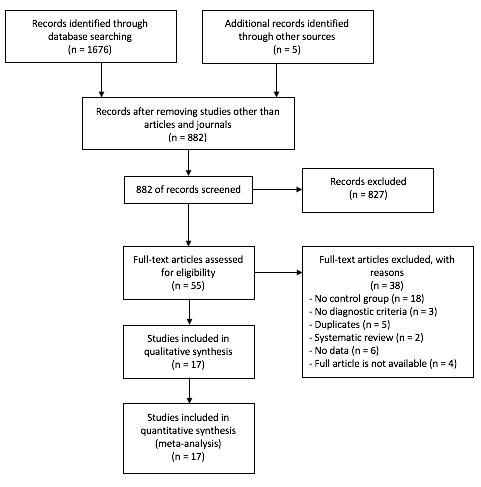 Records identified through
database searching
(n = 1676)
Additional records identified
through other sources
(n = 5)
Records after removing studies other than
articles and journals
(n = 882)
882 of records screened
Records excluded
(n = 827)
Full-text articles assessed
for eligibility
(n = 55)
Full-text articles excluded, with
reasons
(n = 38)
- No control group (n = 18)
- No diagnostic criteria (n = 3)
- Duplicates (n = 5)
- Systematic review (n = 2)
- No data (n = 6)
- Full article is not available (n = 4)
Studies included in
qualitative synthesis
(n = 17)
Studies included in
quantitative synthesis
(meta-analysis)
(n = 17)